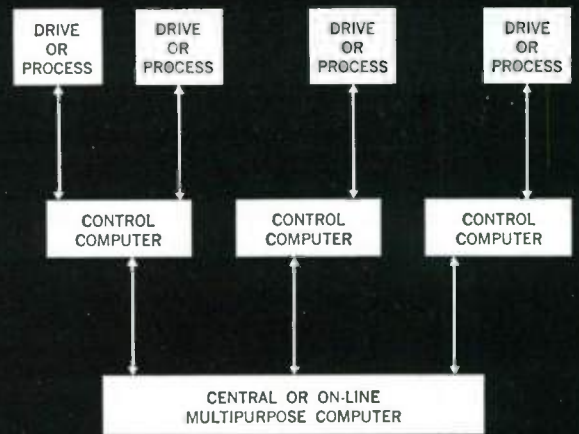 DRIVE
OR
PROCESS
DRIVE
OR
PROCESS
DRIVE
OR
PROCESS
DRIVE
OR
PROCESS
CONTROL
COMPUTER
CONTROL
COMPUTER
CONTROL
COMPUTER
CENTRAL OR ON-LINE
MULTIPURPOSE COMPUTER